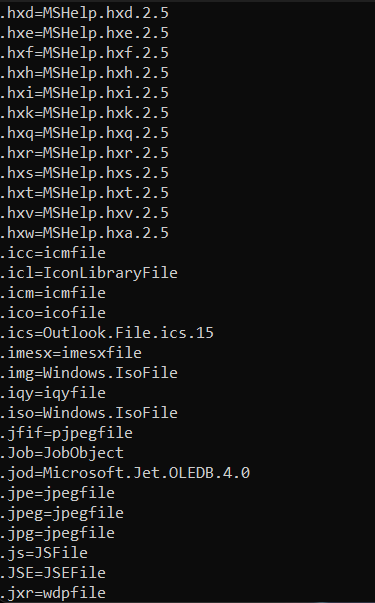 .hxd=MSHelp.hxd.2.5
.hxe=MSHelp.hxe.2.5
.hxf=MSHelp.hxf.2.5
.hxh=MSHelp.hxh.2.5
.hxi=MSHelp.hxi.2.5
.hxk=MSHelp.hxk.2.5
.hxq=MSHelp.hxq.2.5
.hxr=MSHelp.hxr.2.5
.hxs=MSHelp.hxs.2.5
.hxt=MSHelp.hxt.2.5
.hxv=MSHelp.hxv.2.5
.hxw=MSHelp.hxa.2.5
.icc=icmfile
.icl=IconLibraryFile
.icm=icmfile
.ico=icofile
.ics=Outlook.File.ics.15
.imesx=imesxfile
.img=Windows.IsoFile
.iqy=iqyfile
.iso=Windows.IsoFile
.jfif=pjpegfile
.Job=JobObject
.jod=Microsoft.Jet.OLEDB.4.0
.jpe=jpegfile
.jpeg=jpegfile
.jpg=jpegfile
.js=JSFile
.JSE=JSEFile
.jxr=wdpfile